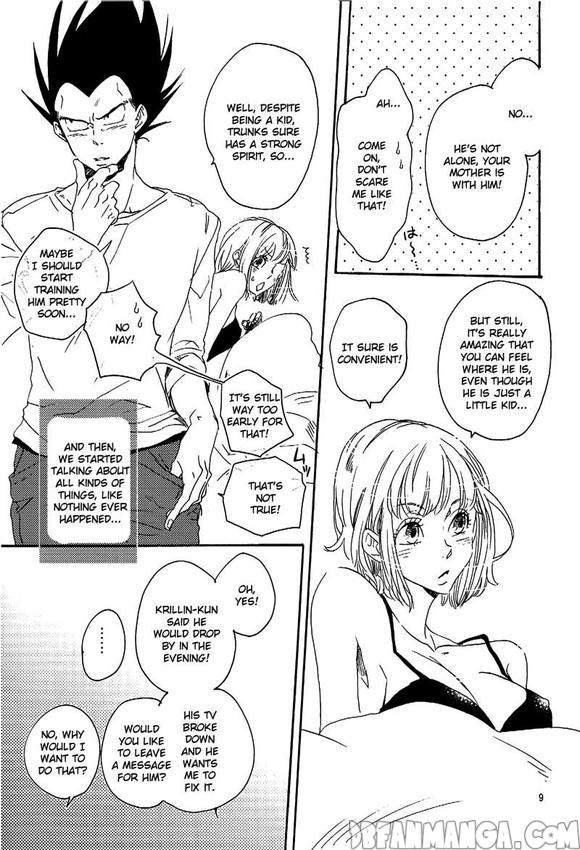 NO...
HE'S NOT
ALONE, YOUR
MOTHER IS
WITH HIM!
AH...
COME
ON,
DON'T
SCARE
ME LIKE
THAT!
は〜
BUT STILL,
IT'S REALLY
AMAZING THAT
YOU CAN FEEL
WHERE HE IS,
EVEN THOUGH
HE IS JUST A
LITTLE KID...
IT SURE IS
CONVENIENT!
WELL, DESPITE
BEING A KID,
TRUNKS SURE
HAS A STRONG
SPIRIT, SO...
MAYBE
I SHOULD
START
TRAINING
HIM PRETTY
SOON...
NO
WAY!
IT'S STILL
WAY TOO
EARLY FOR
THAT!
THAT'S
NOT
TRUE!
AND THEN,
WE STARTED
TALKING ABOUT
ALL KINDS OF
THINGS, LIKE
NOTHING EVER
HAPPENED...
OH,
YES!
KRILLIN-KUN
SAID HE
WOULD DROP
BY IN THE
EVENING!
HIS TV
BROKE
DOWN
AND HE
WANTS
ME TO
FIX IT.
WOULD
YOU LIKE
TO LEAVE
A MESSAGE
FOR HIM?
......
NO, WHY
WOULD I
WANT TO
DO THAT?
9
DBFANMANGA.COM